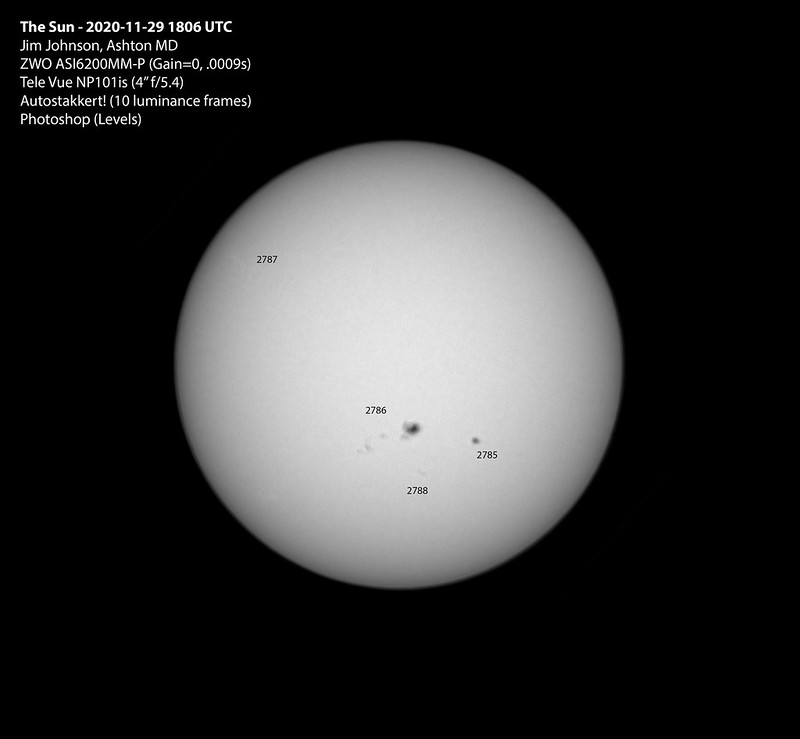 The Sun - 2020-11-29 1806 UTC
Jim Johnson, Ashton MD
ZWO ASI6200MM-P (Gain=0, .0009s)
Tele Vue NP101is (4” f/5.4)
Autostakkert! (10 luminance frames)
Photoshop (Levels)
2787
2786
2785
2788